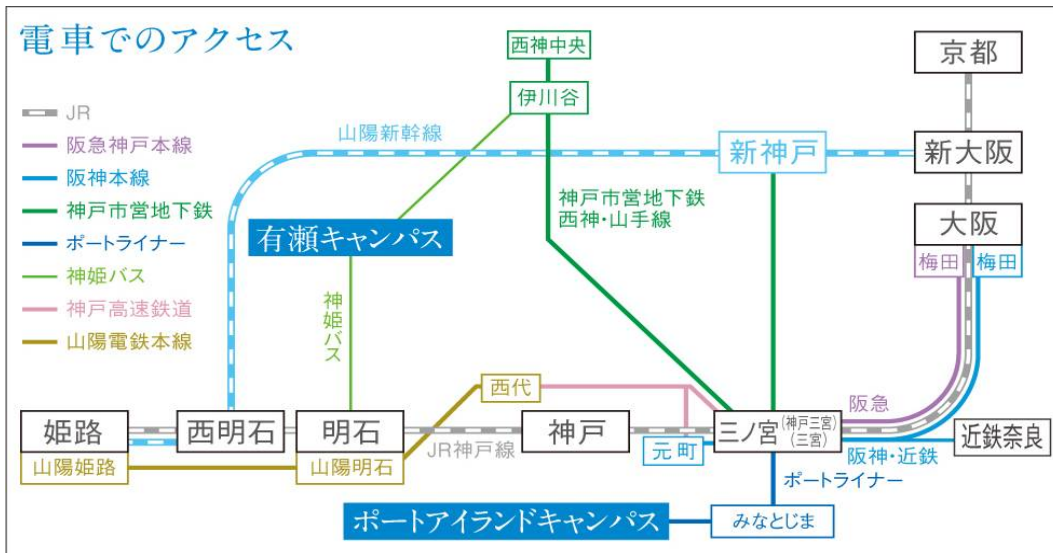 電車でのアクセス
JR
阪急神戸本線
阪神本線
神戸市営地下鉄
ポートライナー
神姫バス
神戸高速鉄道
山陽電鉄本線
西神中央
伊川谷
京都
山陽新幹線
新神戸
新大阪
神戸市営地下鉄
西神・山手線
有瀬キャンパス
大阪
梅田
梅田
神姫バス
西代
阪急
姫路
西明石
明石
神戸
三ノ宮(神戸三宮)
(三宮)
近鉄奈良
JR神戸線
元町
阪神・近鉄
山陽姫路
山陽明石
ポートライナー
ポートアイランドキャンパス
みなとじま